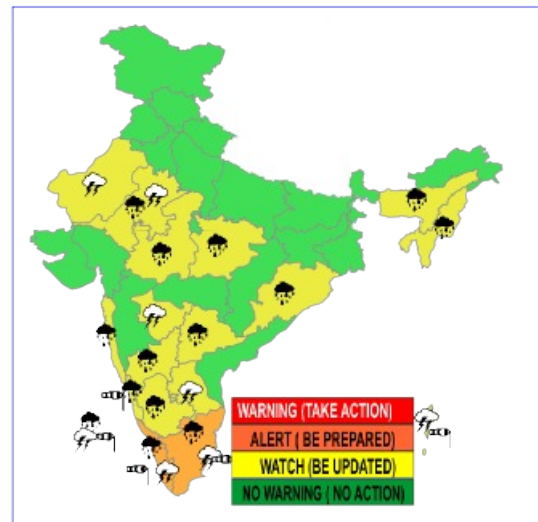 WARNING (TAKE ACTION)
ALERT ( BE PREPARED)
WATCH (BE UPDATED)
NO WARNING ( NO ACTION)